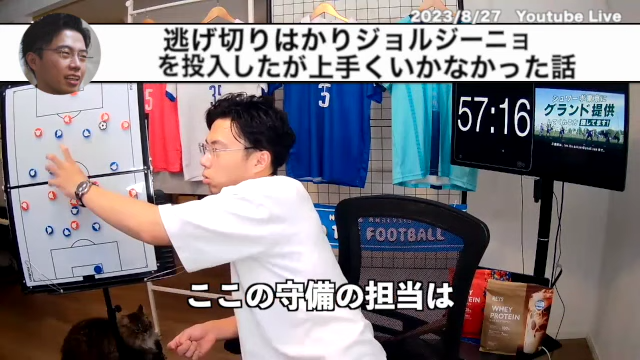 2023/8/27 Youtube Live
逃げ切りはかりジョルジーニョ
を投入したが上手くいかなかった話
5
5
57:16
グランド提供
FOOTBALL
WHEY
PROTEIN
ここの守備の担当は